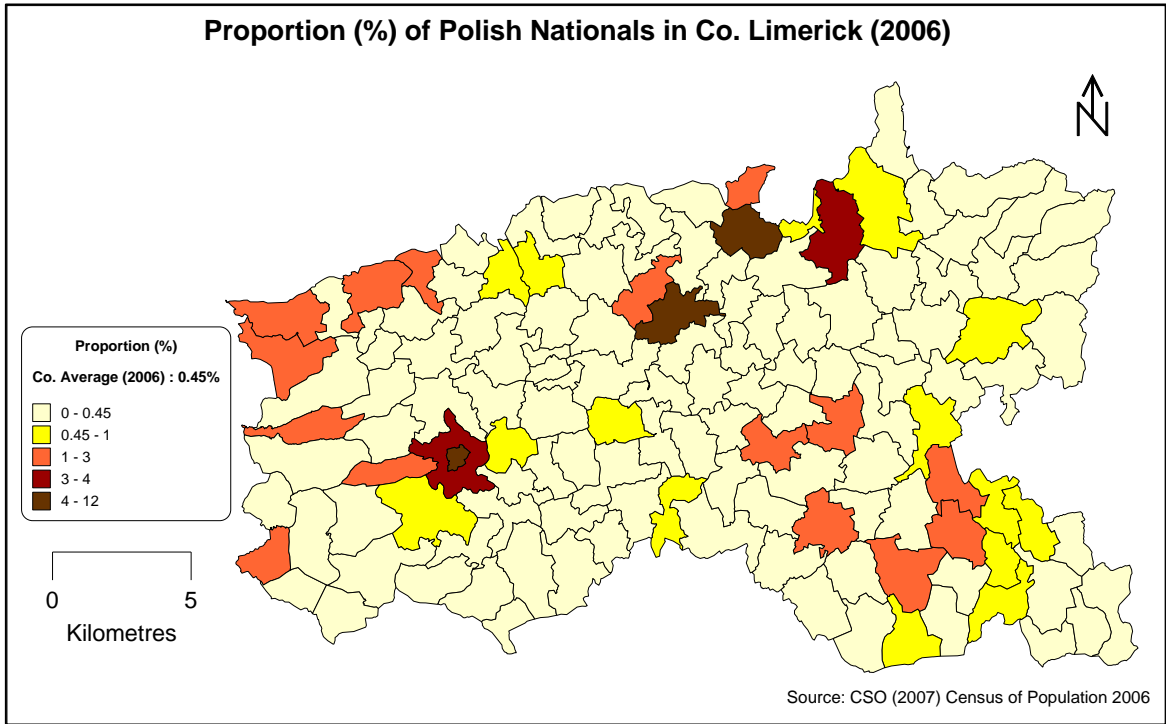 Proportion (%) of Polish Nationals in Co. Limerick (2006)
N
Proportion (%)
Co. Average (2006) : 0.45%
0 - 0.45
0.45 - 1
1 - 3
3 - 4
4 - 12
0 5
Kilometres
Source: CSO (2007) Census of Population 2006